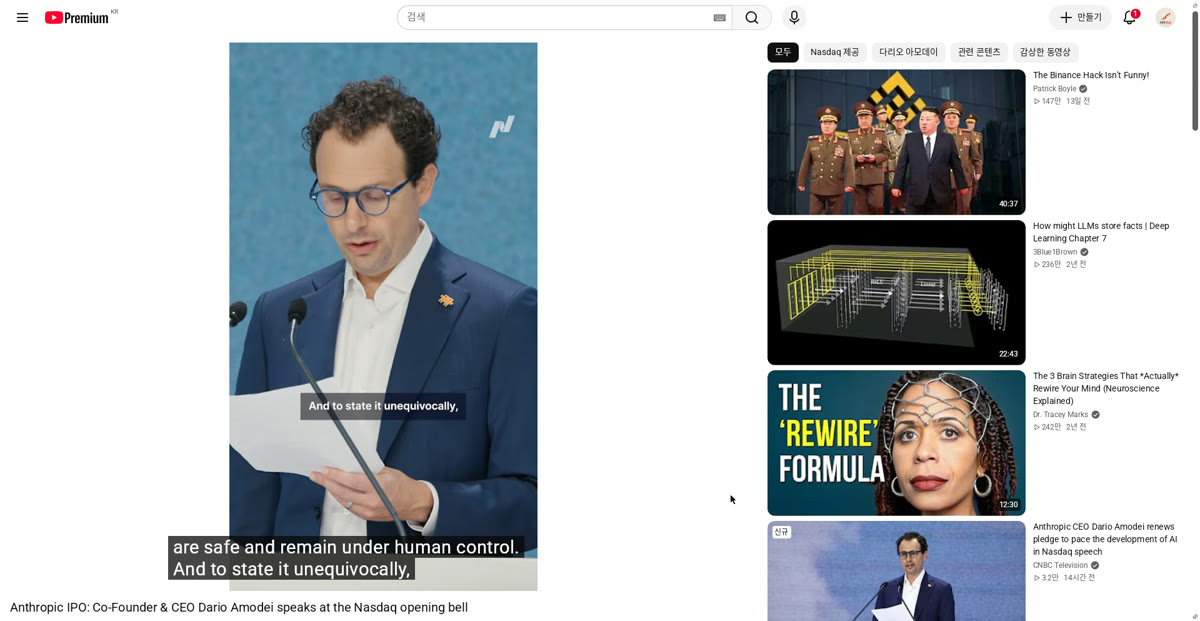 Premium KR
검색
만들기
1
And to state it unequivocally,
are safe and remain under human control.
And to state it unequivocally,
Anthropic IPO: Co-Founder & CEO Dario Amodei speaks at the Nasdaq opening bell
모두
Nasdaq 제공
다리오 아모데이
관련 콘텐츠
감상한 동영상
40:37
The Binance Hack Isn't Funny!
Patrick Boyle
147만 13일 전
22:43
How might LLMs store facts | Deep
Learning Chapter 7
3Blue1Brown
236만 2년 전
THE
'REWIRE'
FORMULA
12:30
The 3 Brain Strategies That *Actually*
Rewire Your Mind (Neuroscience
Explained)
Dr. Tracey Marks
242만 2년 전
신규
Anthropic CEO Dario Amodei renews
pledge to pace the development of AI
in Nasdaq speech
CNBC Television
3.2만 14시간 전